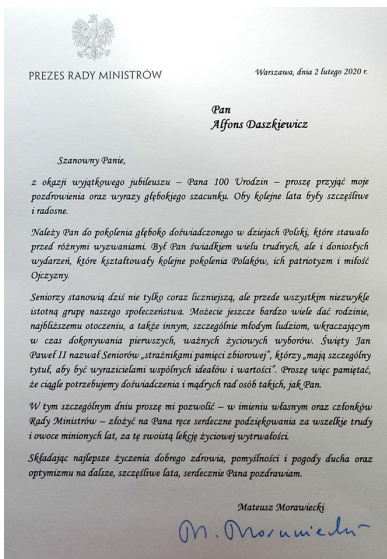 PREZES RADY MINISTRÓW
Warszawa, dnia 2 lutego 2020 r.
Pan
Alfons Daszkiewicz
Szanowny Panie,
z okazji wyjątkowego jubileuszu – Pana 100 Urodzin – proszę przyjąć moje
pozdrowienia oraz wyrazy głębokiego szacunku. Oby kolejne lata były szczęśliwe
i radosne.
Należy Pan do pokolenia głęboko doświadczonego w dziejach Polski, które stawało
przed różnymi wyzwaniami. Był Pan świadkiem wielu trudnych, ale i doniosłych
wydarzeń, które kształtowały kolejne pokolenia Polaków, ich patriotyzm i miłość
Ojczyzny.
Seniorzy stanowią dziś nie tylko coraz liczniejszą, ale przede wszystkim niezwykle
istotną grupę naszego społeczeństwa. Możecie jeszcze bardzo wiele dać rodzinie,
najbliższemu otoczeniu, a także innym, szczególnie młodym ludziom, wkraczającym
w czas dokonywania pierwszych, ważnych życiowych wyborów. Święty Jan
Paweł II nazwał Seniorów „strażnikami pamięci zbiorowej”, którzy „mają szczególny
tytuł, aby być wyrazicielami wspólnych ideałów i wartości”. Proszę więc pamiętać,
że ciągle potrzebujemy doświadczenia i mądrych rad osób takich, jak Pan.
W tym szczególnym dniu proszę mi pozwolić – w imieniu własnym oraz członków
Rady Ministrów – złożyć na Pana ręce serdeczne podziękowania za wszelkie trudy
i owoce minionych lat, za tę swoistą lekcję życiowej wytrwałości.
Składając najlepsze życzenia dobrego zdrowia, pomyślności i pogody ducha oraz
optymizmu na dalsze, szczęśliwe lata, serdecznie Pana pozdrawiam.
Mateusz Morawiecki
M. Morawiecki